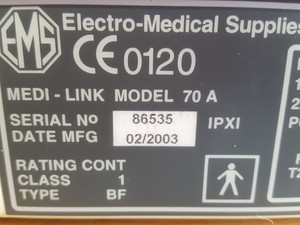 EMS
Electro-Medical Supplies
CE 0120
MEDI - LINK MODEL 70 A
SERIAL Nº 86535 IPXI
DATE MFG 02/2003
RATING CONT
CLASS 1
TYPE BF